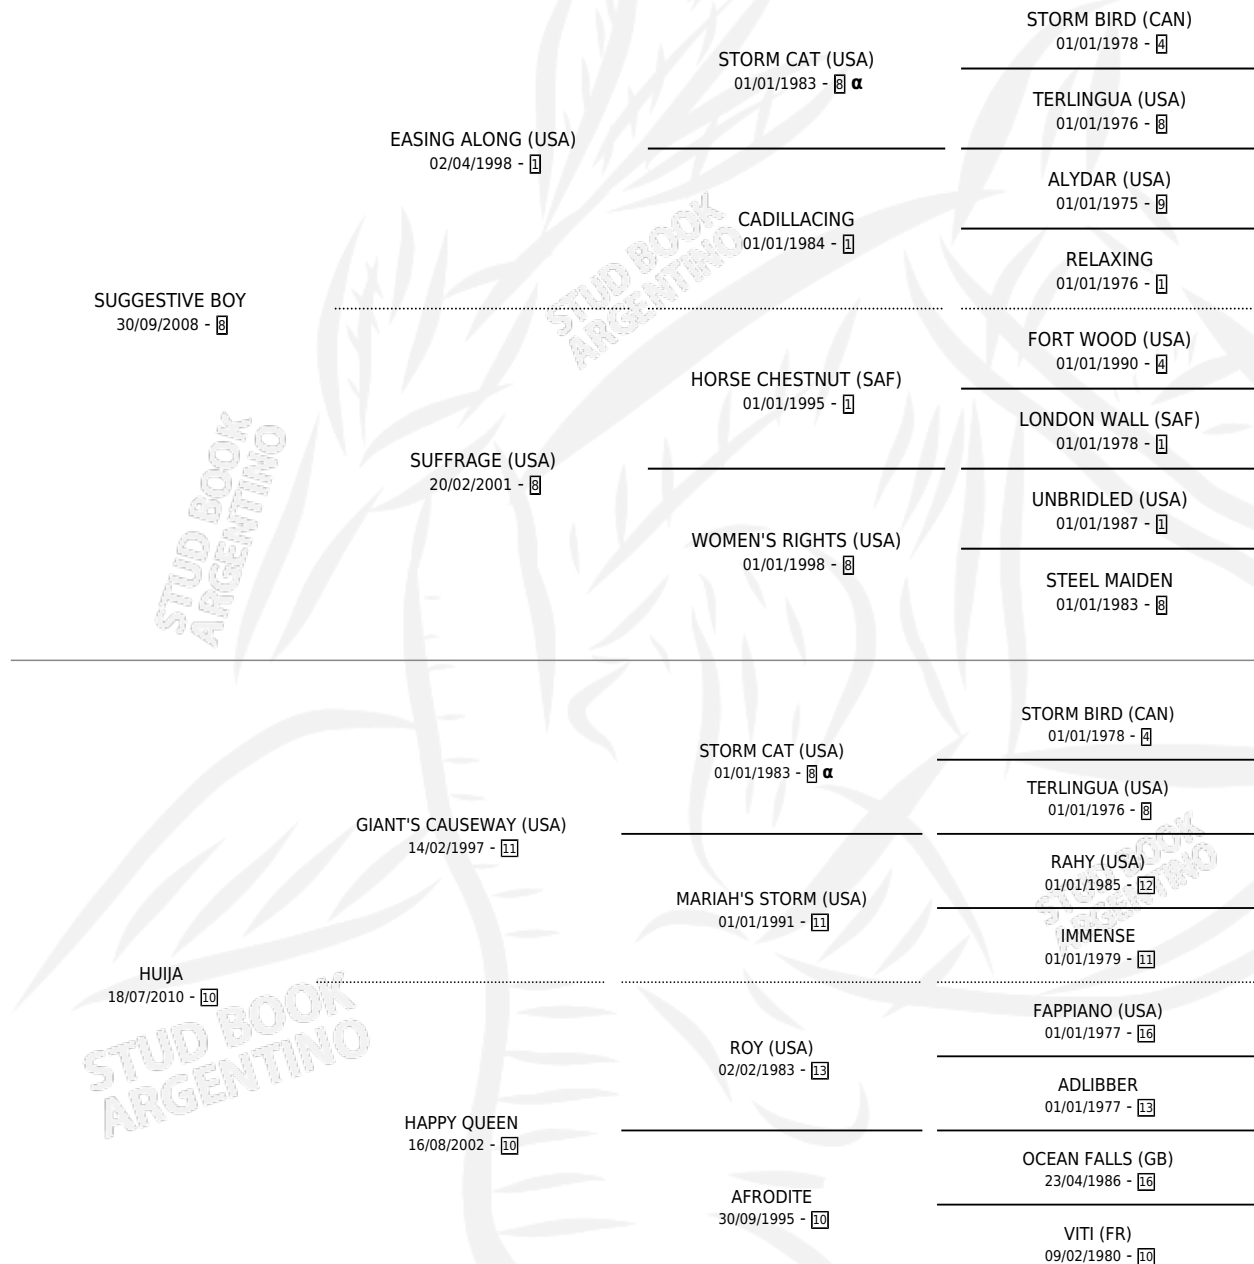 STORM BIRD (CAN)
01/01/1978 - 4
STORM CAT (USA)
01/01/1983 - 8 α
TERLINGUA (USA)
01/01/1976 - 8
EASING ALONG (USA)
02/04/1998 - 1
ALYDAR (USA)
01/01/1975 - 9
CADILLACING
01/01/1984 - 1
RELAXING
01/01/1976 - 1
SUGGESTIVE BOY
30/09/2008 - 8
FORT WOOD (USA)
01/01/1990 - 4
HORSE CHESTNUT (SAF)
01/01/1995 - 1
LONDON WALL (SAF)
01/01/1978 - 1
SUFFRAGE (USA)
20/02/2001 - 8
UNBRIDLED (USA)
01/01/1987 - 1
WOMEN'S RIGHTS (USA)
01/01/1998 - 8
STEEL MAIDEN
01/01/1983 - 8
STUD BOOK
ARGENTINO
STUD BOOK
ARGENTINO
STORM BIRD (CAN)
01/01/1978 - 4
STORM CAT (USA)
01/01/1983 - 8 α
TERLINGUA (USA)
01/01/1976 - 8
GIANT'S CAUSEWAY (USA)
14/02/1997 - 11
RAHY (USA)
01/01/1985 - 12
MARIAH'S STORM (USA)
01/01/1991 - 11
IMMENSE
01/01/1979 - 11
HUIJA
18/07/2010 - 10
FAPPIANO (USA)
01/01/1977 - 16
ROY (USA)
02/02/1983 - 13
ADLIBBER
01/01/1977 - 13
HAPPY QUEEN
16/08/2002 - 10
OCEAN FALLS (GB)
23/04/1986 - 16
AFRODITE
30/09/1995 - 10
VITI (FR)
09/02/1980 - 10
STUD BOOK
ARGENTINO
STUD BOOK
ARGENTINO